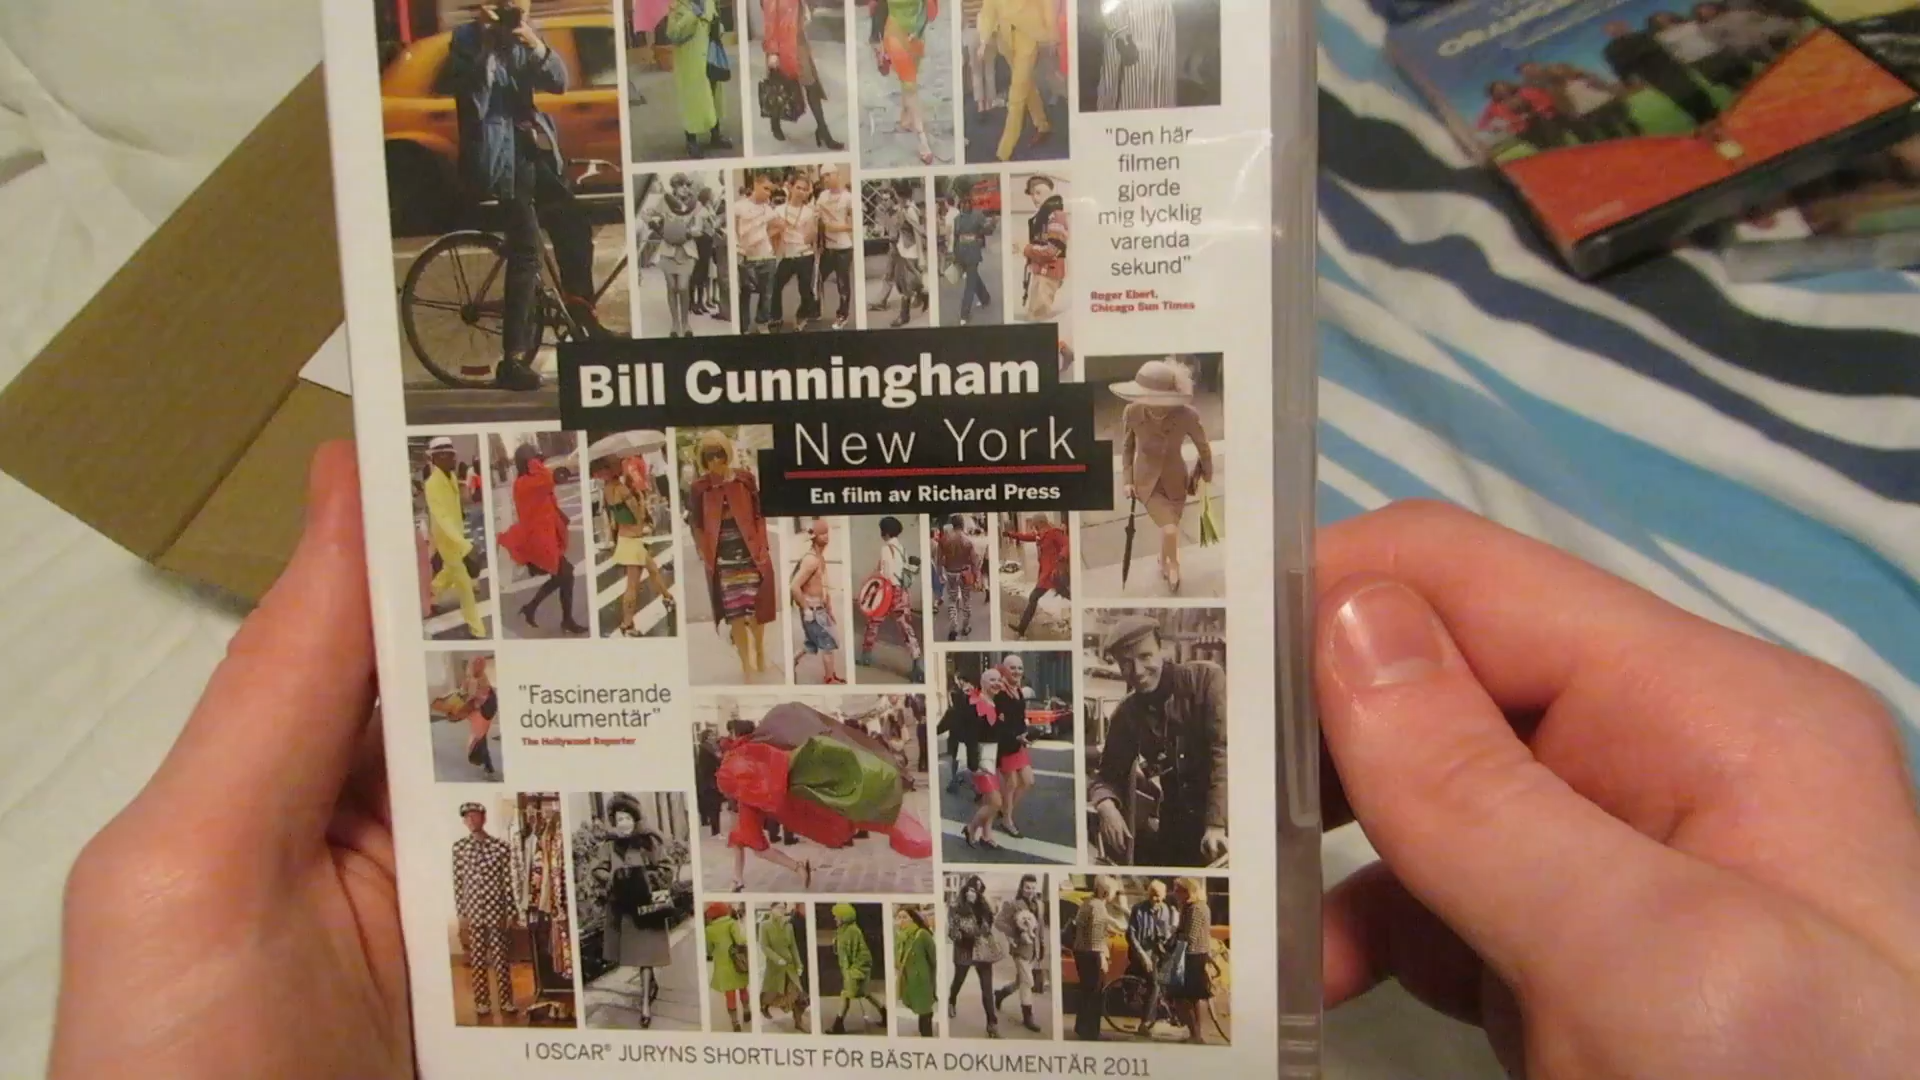 "Den här
filmen
gjorde
mig lycklig
varenda
sekund"
Roger Ebert,
Chicago Sun Times
Bill Cunningham
New York
En film av Richard Press
"Fascinerande
dokumentär"
The Hollywood Reporter
I OSCAR® JURYNS SHORTLIST FÖR BÄSTA DOKUMENTÄR 2011